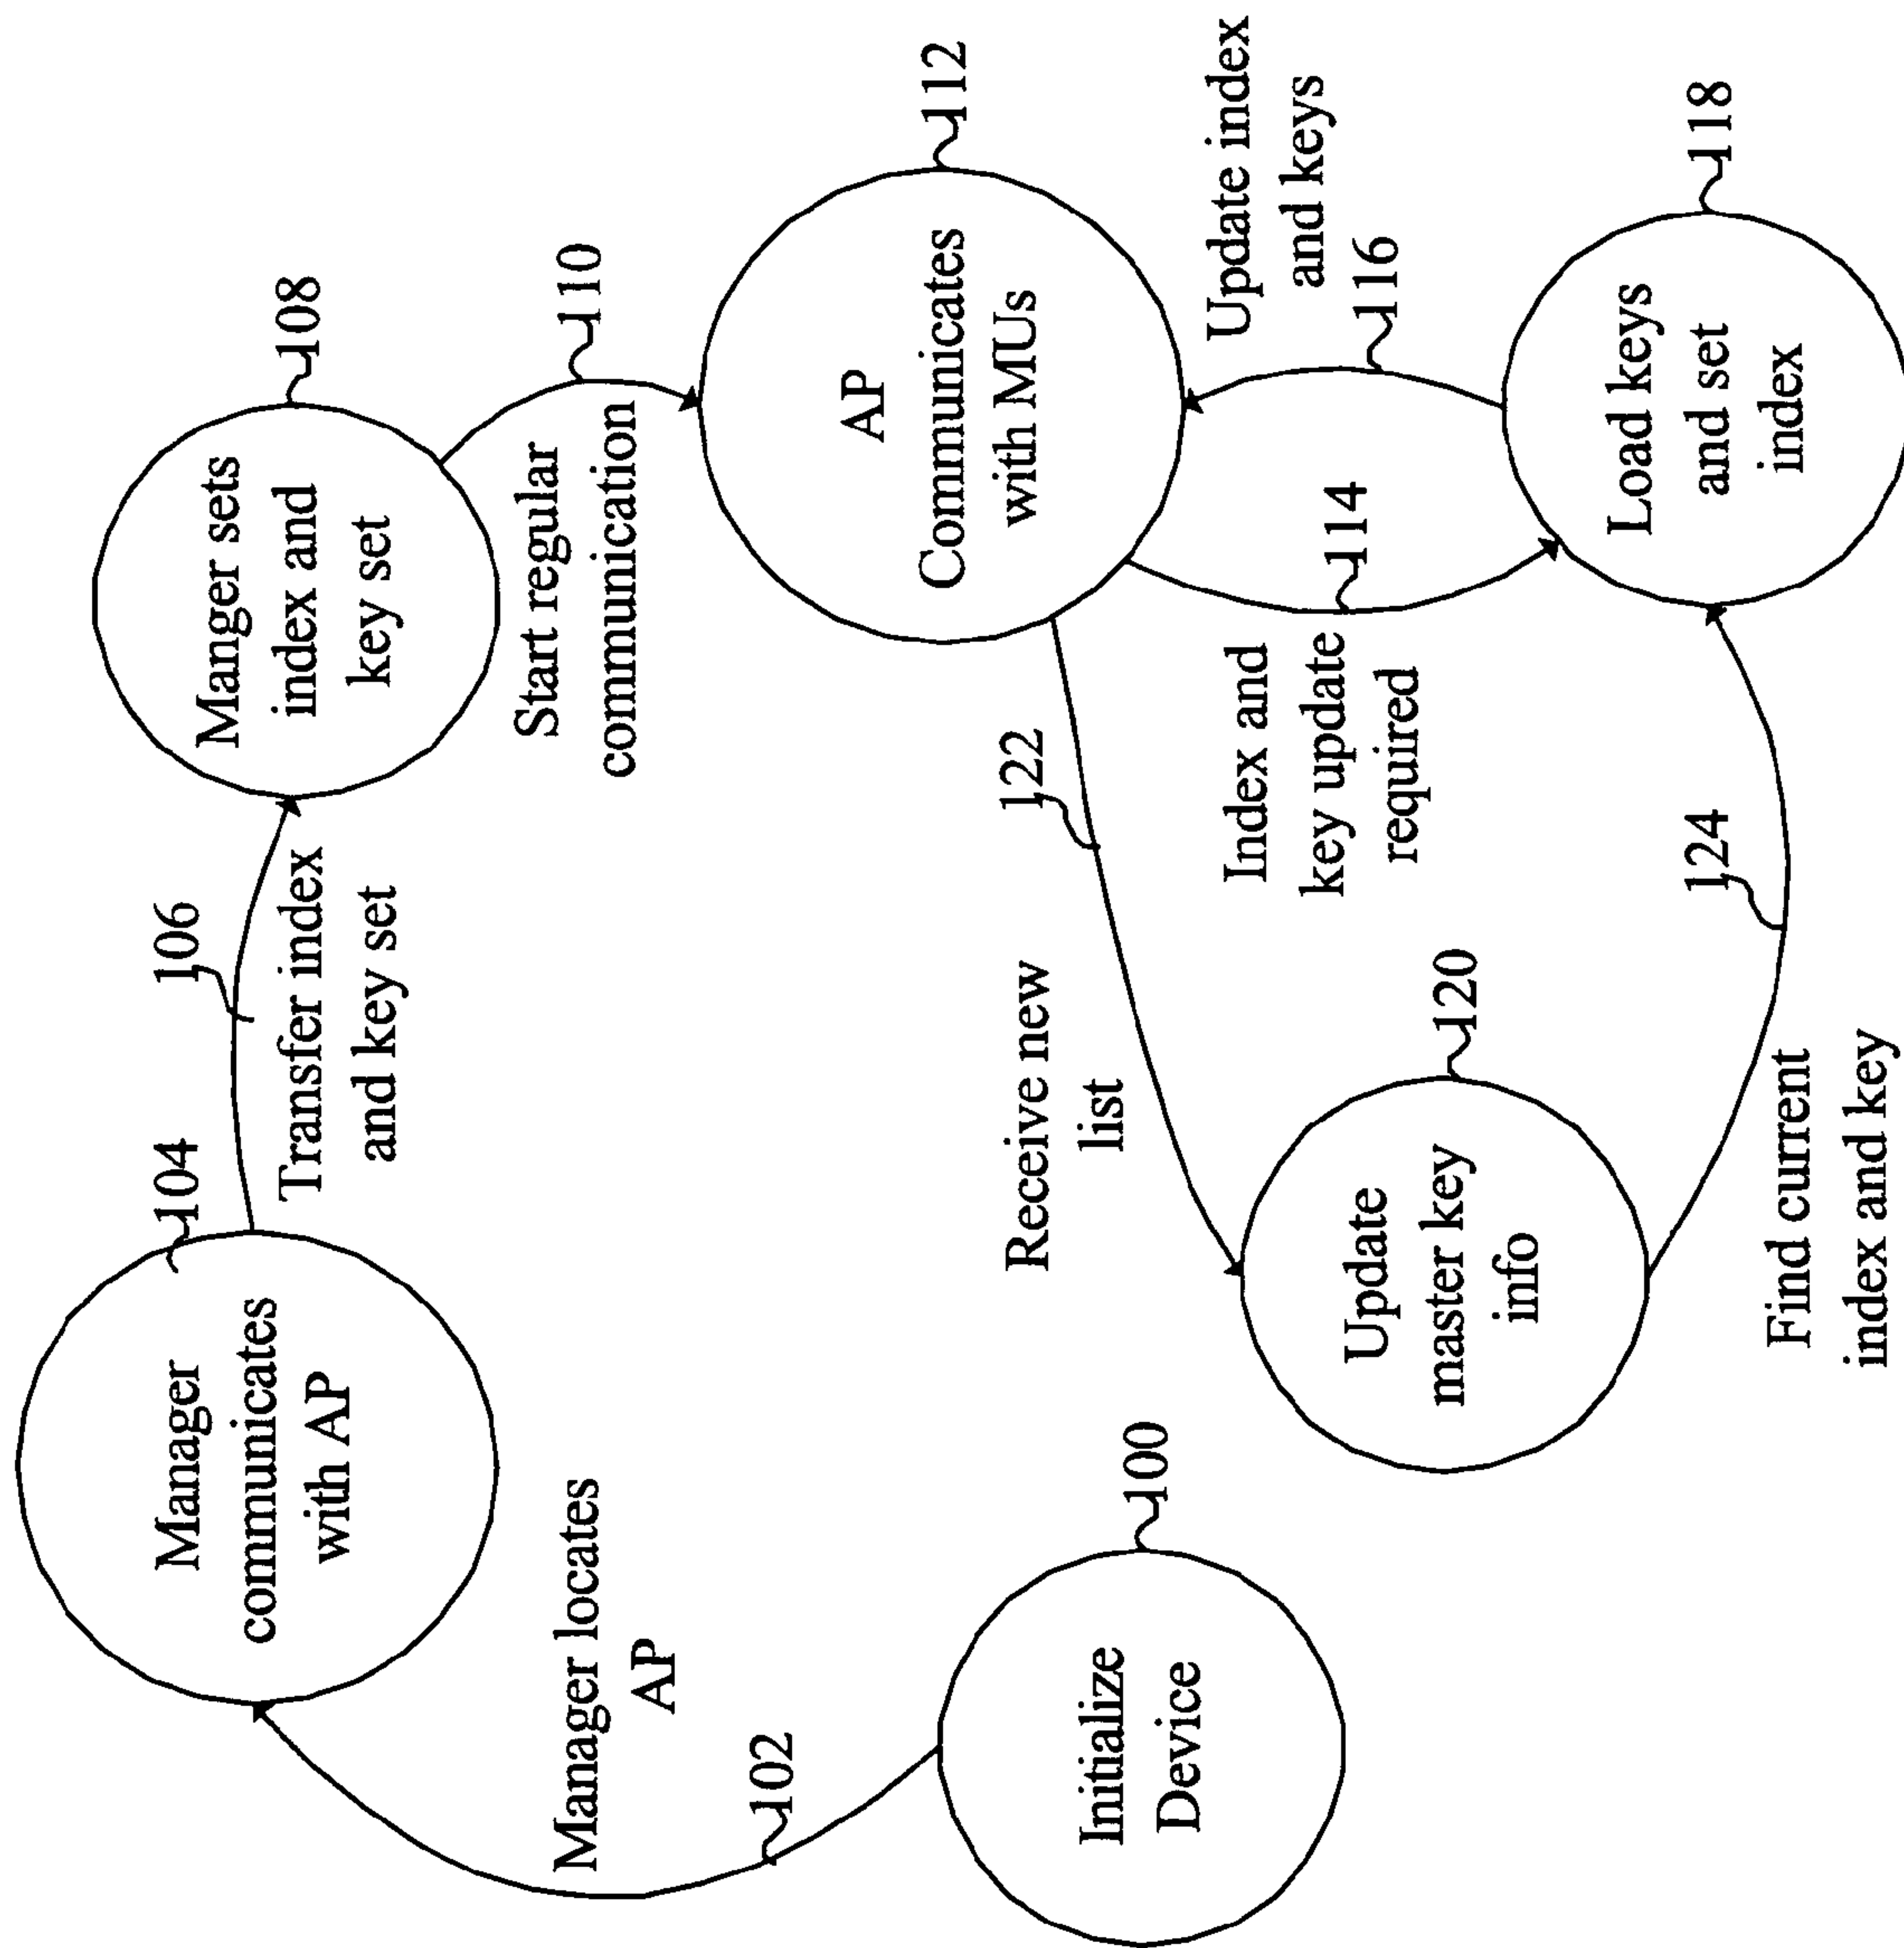 Manager
communicates
with AP
104
106
Transfer index
and key set
Manger sets
index and
key set
108
Manager locates
AP
102
Start regular
communication
110
Initialize
Device
100
Receive new
list
122
AP
Communicates
with MUs
112
Update
master key
info
120
Index and
key update
required
114
Update index
and keys
116
Find current
index and key
124
Load keys
and set
index
118